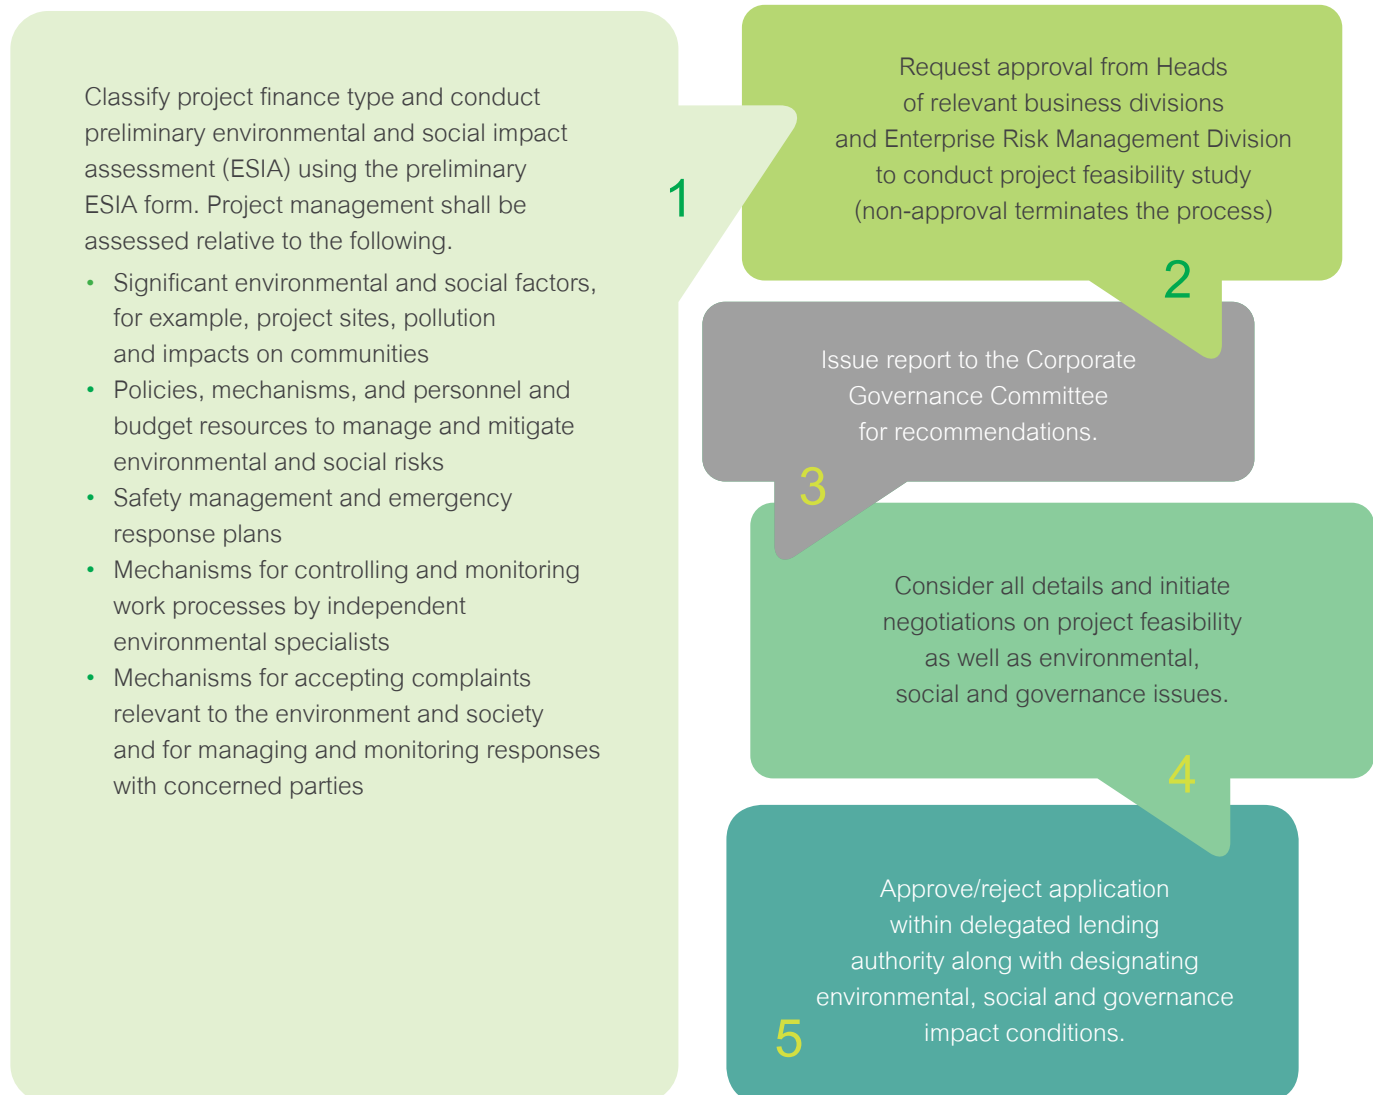 Classify project finance type and conduct
preliminary environmental and social impact
assessment (ESIA) using the preliminary
ESIA form. Project management shall be
assessed relative to the following.
• Significant environmental and social factors,
for example, project sites, pollution
and impacts on communities
• Policies, mechanisms, and personnel and
budget resources to manage and mitigate
environmental and social risks
• Safety management and emergency
response plans
• Mechanisms for controlling and monitoring
work processes by independent
environmental specialists
• Mechanisms for accepting complaints
relevant to the environment and society
and for managing and monitoring responses
with concerned parties
1
Request approval from Heads
of relevant business divisions
and Enterprise Risk Management Division
to conduct project feasibility study
(non-approval terminates the process)
2
Issue report to the Corporate
Governance Committee
for recommendations.
3
Consider all details and initiate
negotiations on project feasibility
as well as environmental,
social and governance issues.
4
Approve/reject application
within delegated lending
authority along with designating
environmental, social and governance
impact conditions.
5